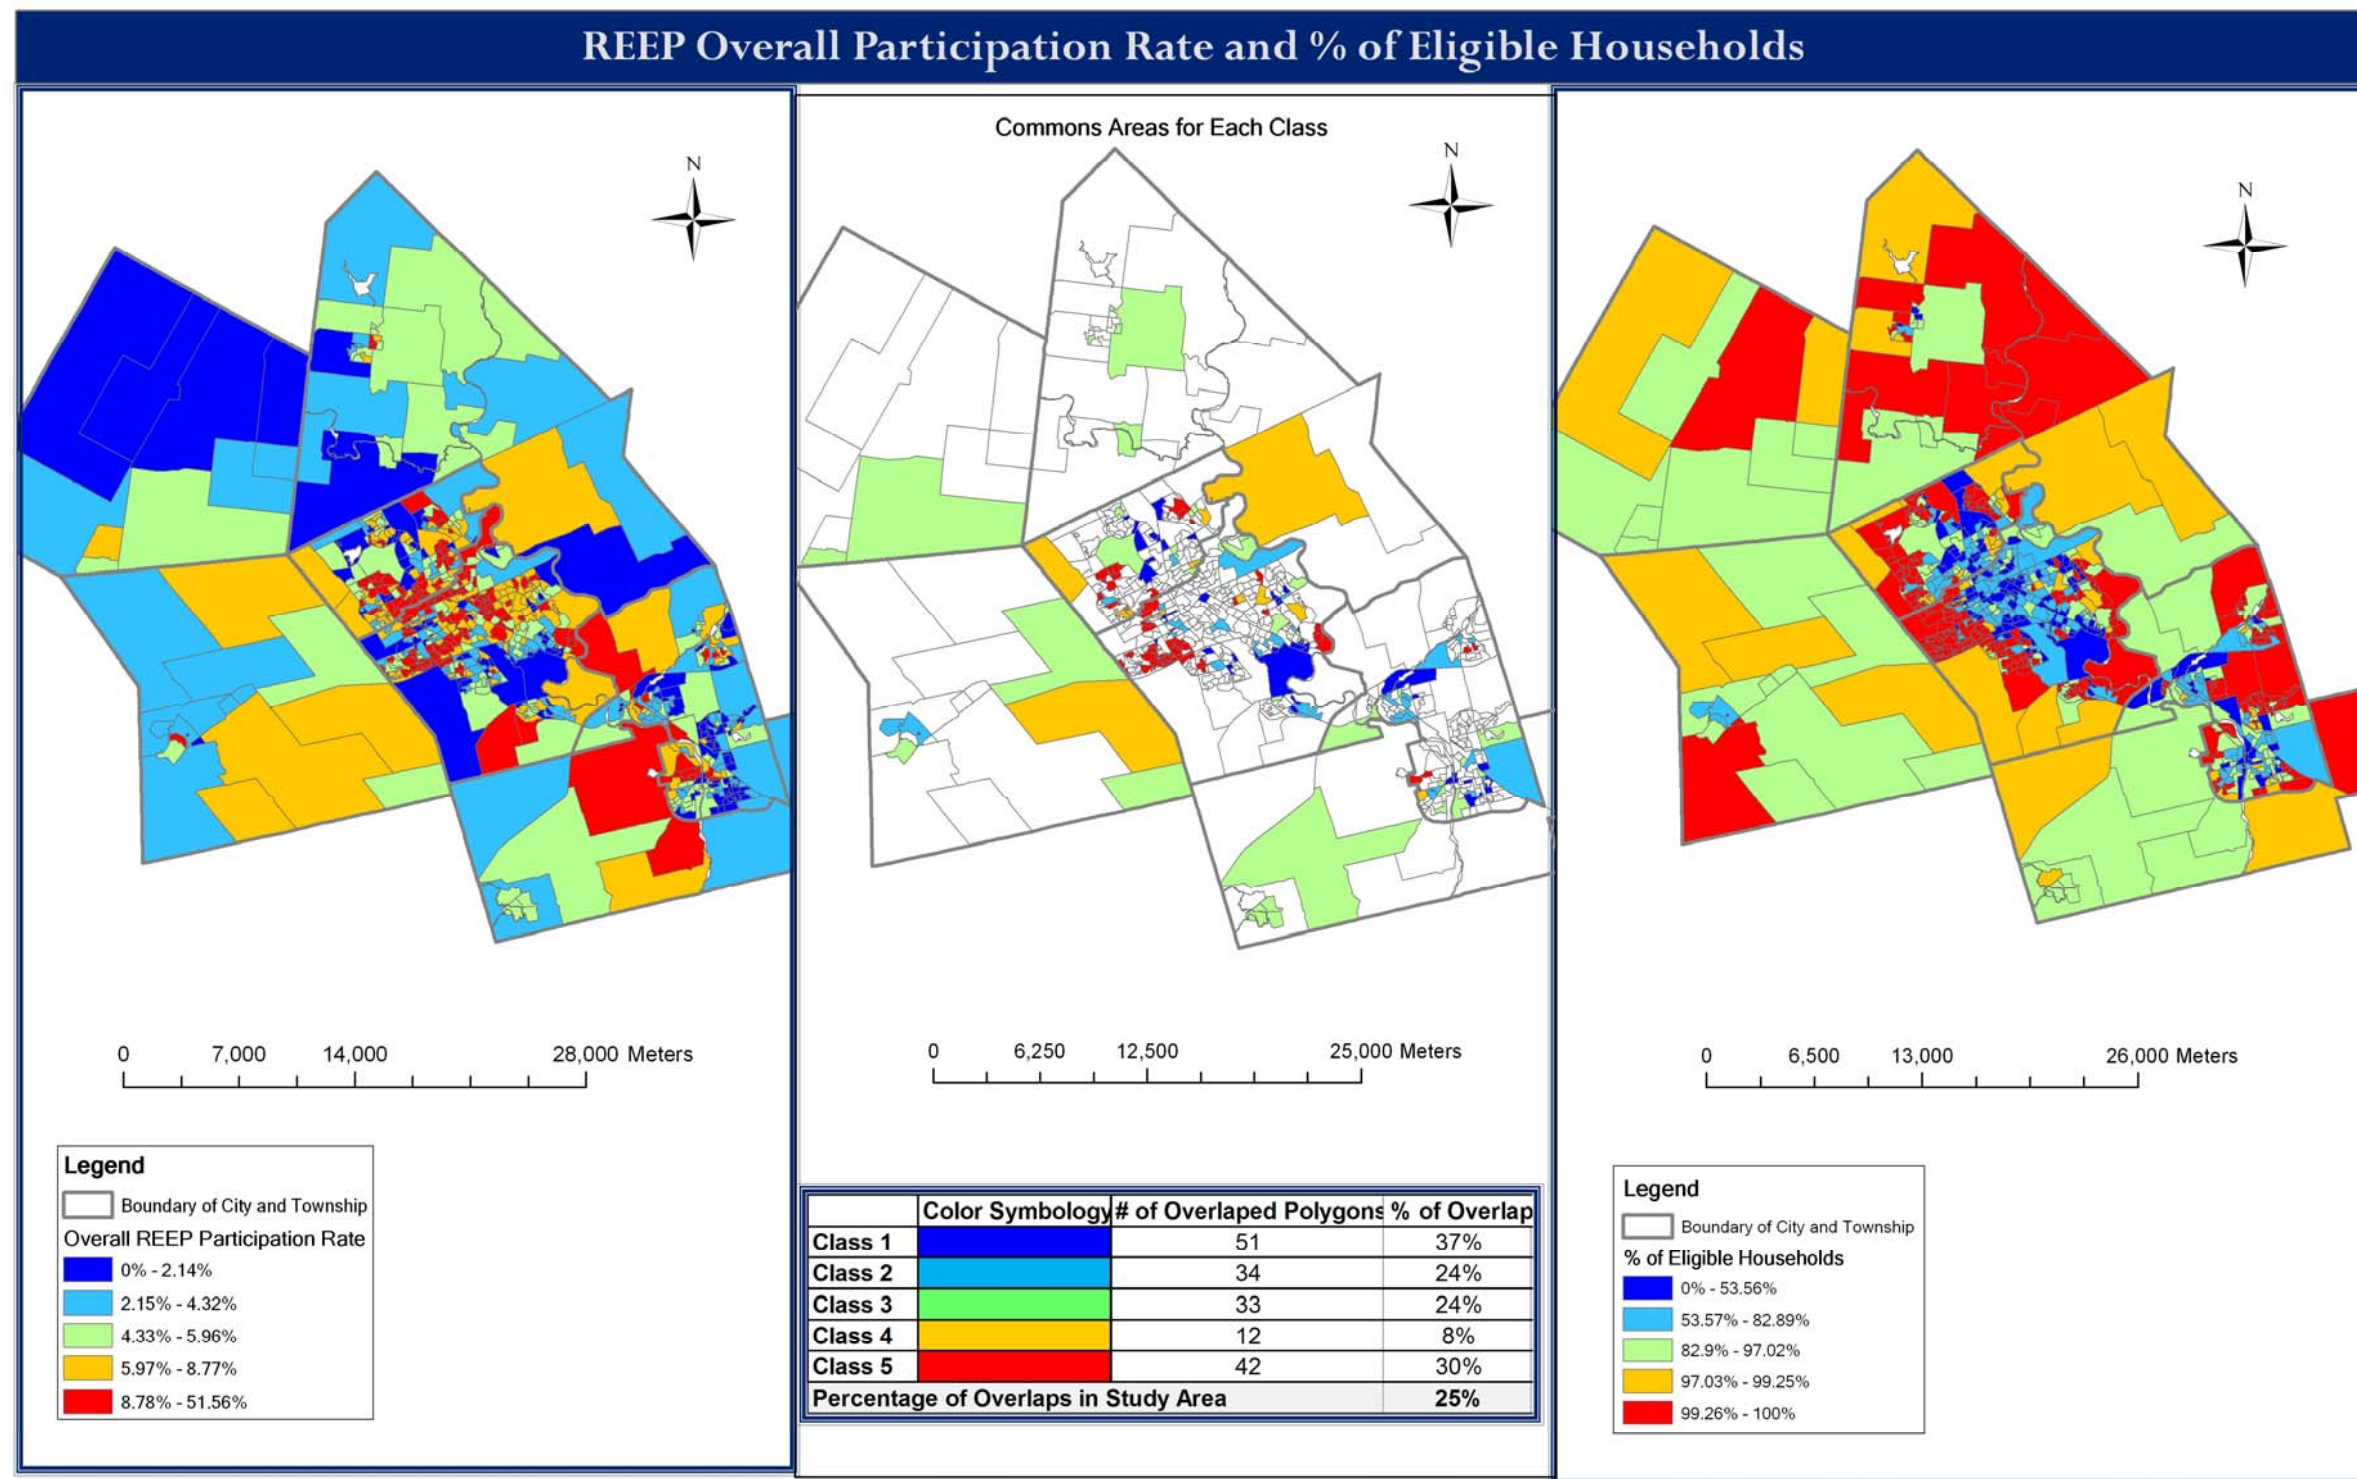 REEP Overall Participation Rate and % of Eligible Households
N
0 7,000 14,000 28,000 Meters
Legend
Boundary of City and Township
Overall REEP Participation Rate
0% - 2.14%
2.15% - 4.32%
4.33% - 5.96%
5.97% - 8.77%
8.78% - 51.56%
Commons Areas for Each Class
N
0 6,250 12,500 25,000 Meters
Color Symbology # of Overlaped Polygons % of Overlap
Class 1 51 37%
Class 2 34 24%
Class 3 33 24%
Class 4 12 8%
Class 5 42 30%
Percentage of Overlaps in Study Area 25%
N
0 6,500 13,000 26,000 Meters
Legend
Boundary of City and Township
% of Eligible Households
0% - 53.56%
53.57% - 82.89%
82.9% - 97.02%
97.03% - 99.25%
99.26% - 100%